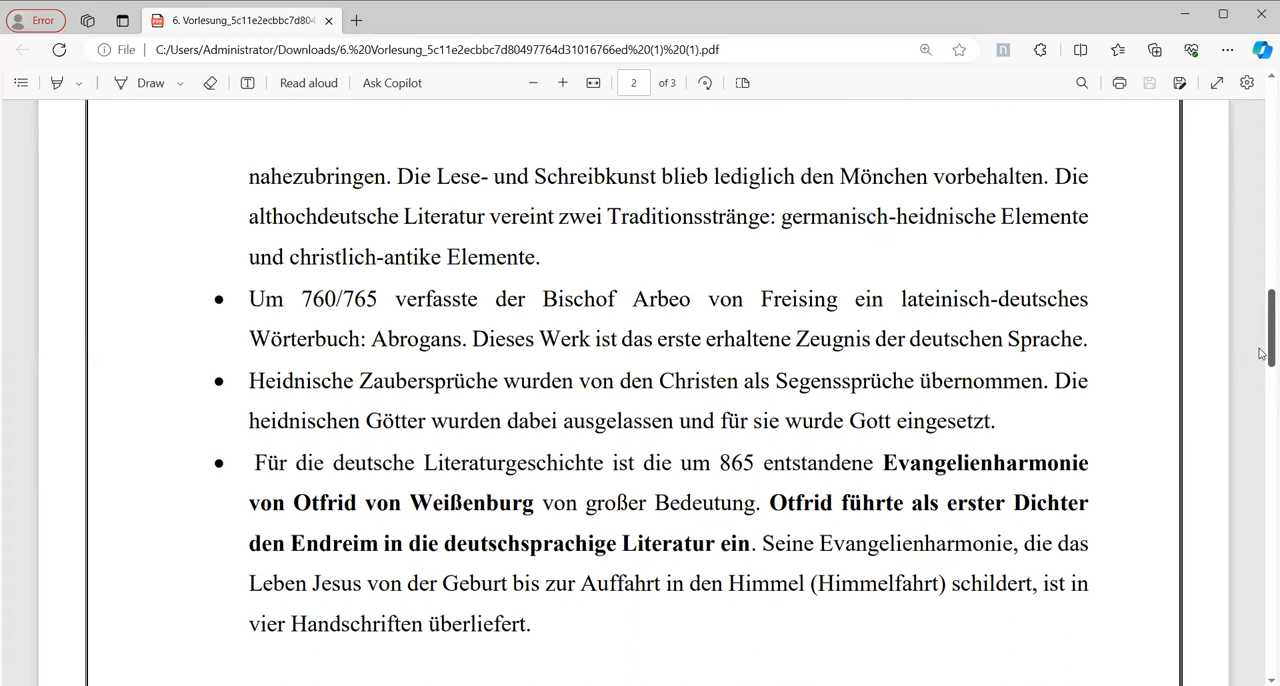 Error
6. Vorlesung_5c11e2ecbbc7d804
File
C:/Users/Administrator/Downloads/6.%20Vorlesung_5c11e2ecbbc7d80497764d31016766ed%20(1)%20(1).pdf
Draw
Read aloud
Ask Copilot
2 of 3
nahezubringen. Die Lese- und Schreibkunst blieb lediglich den Mönchen vorbehalten. Die
althochdeutsche Literatur vereint zwei Traditionsstränge: germanisch-heidnische Elemente
und christlich-antike Elemente.
• Um 760/765 verfasste der Bischof Arbeo von Freising ein lateinisch-deutsches
Wörterbuch: Abrogans. Dieses Werk ist das erste erhaltene Zeugnis der deutschen Sprache.
• Heidnische Zaubersprüche wurden von den Christen als Segenssprüche übernommen. Die
heidnischen Götter wurden dabei ausgelassen und für sie wurde Gott eingesetzt.
• Für die deutsche Literaturgeschichte ist die um 865 entstandene Evangelienharmonie
von Otfrid von Weißenburg von großer Bedeutung. Otfrid führte als erster Dichter
den Endreim in die deutschsprachige Literatur ein. Seine Evangelienharmonie, die das
Leben Jesus von der Geburt bis zur Auffahrt in den Himmel (Himmelfahrt) schildert, ist in
vier Handschriften überliefert.